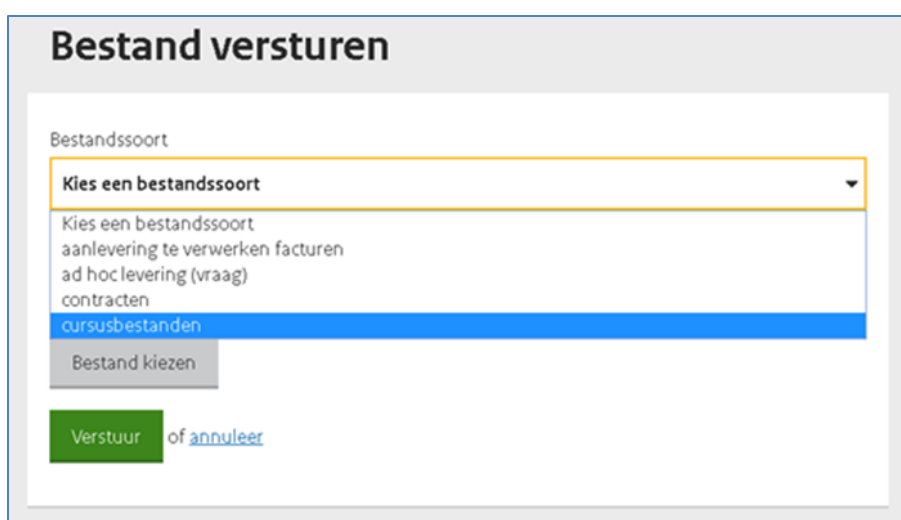 Bestand versturen
Bestandssoort
Kies een bestandssoort
Kies een bestandssoort
aanlevering te verwerken facturen
ad hoc levering (vraag)
contracten
cursusbestanden
Bestand kiezen
Verstuur of annuleer